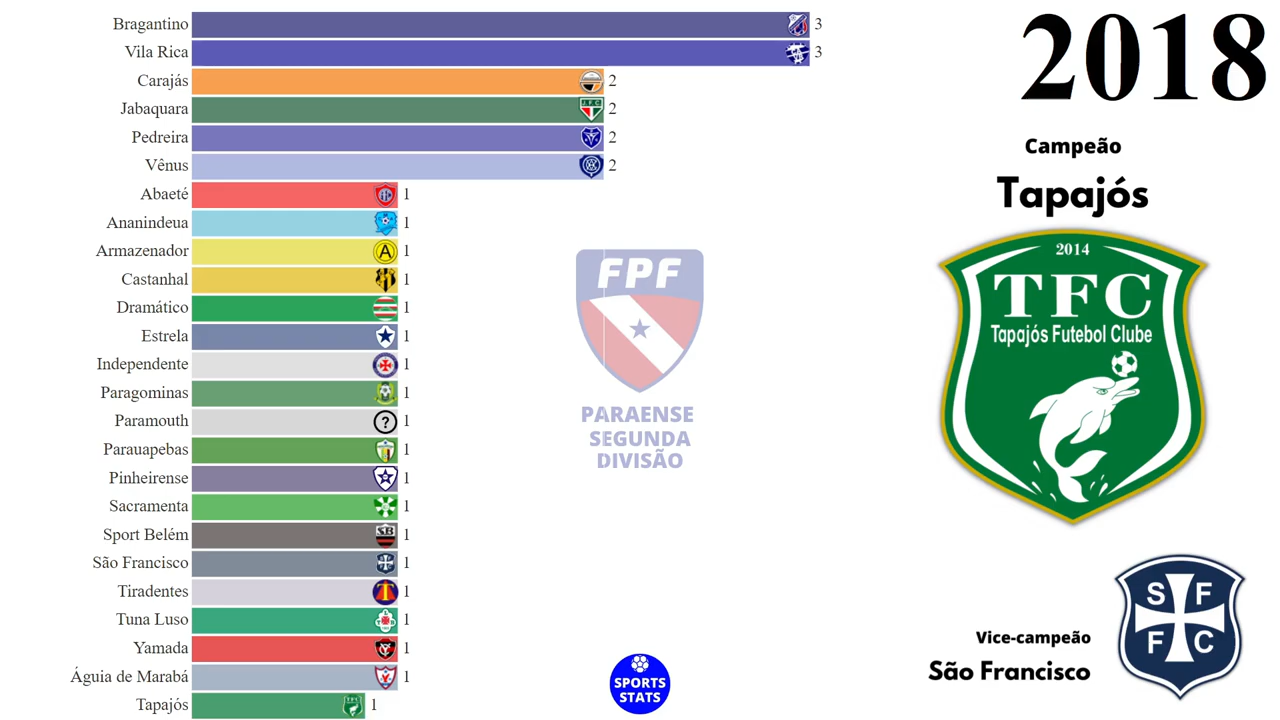 Bragantino 3
Vila Rica 3
Carajás 2
Jabaquara 2
Pedreira 2
Vênus 2
Abaeté 1
Ananindeua 1
Armazenador A 1
Castanhal 1
Dramático 1
Estrela 1
Independente 1
Paragominas 1
Paramouth ? 1
Parauapebas 1
Pinheirense 1
Sacramenta 1
Sport Belém SB 1
São Francisco 1
Tiradentes T 1
Tuna Luso 1
Yamada 1
Águia de Marabá 1
Tapajós TFC 1
FPF
PARAENSE
SEGUNDA
DIVISÃO
SPORTS
STATS
2018
Campeão
Tapajós
2014
TFC
Tapajós Futebol Clube
Vice-campeão
São Francisco
S F
F C